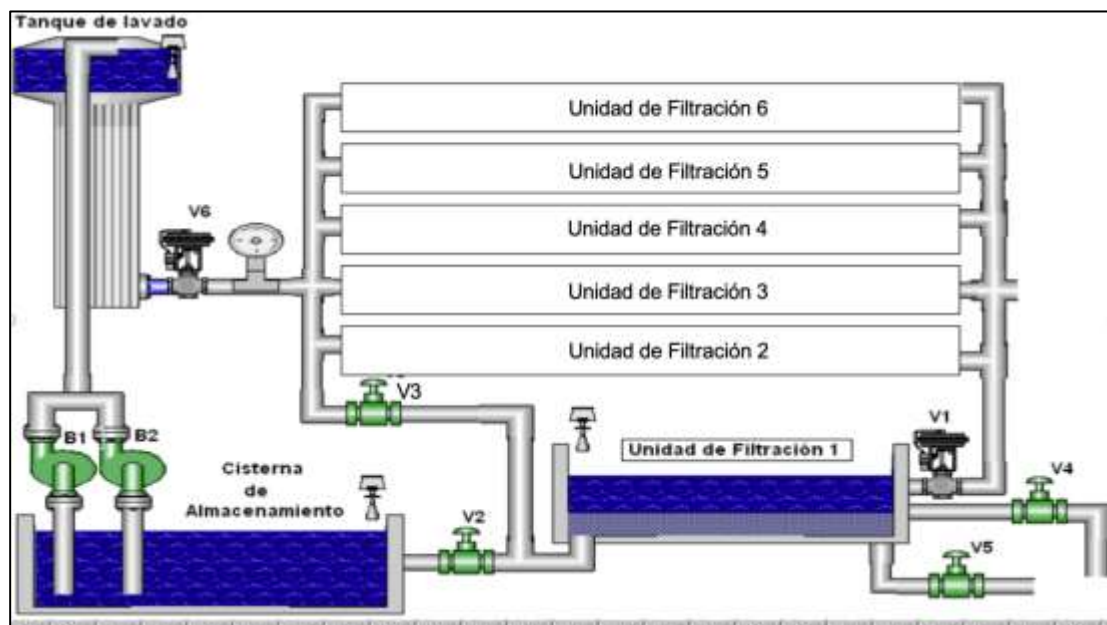 Tanque de lavado
Unidad de Filtración 6
Unidad de Filtración 5
Unidad de Filtración 4
V6
Unidad de Filtración 3
Unidad de Filtración 2
V3
B1
B2
Cisterna
de
Almacenamiento
V2
Unidad de Filtración 1
V1
V4
V5